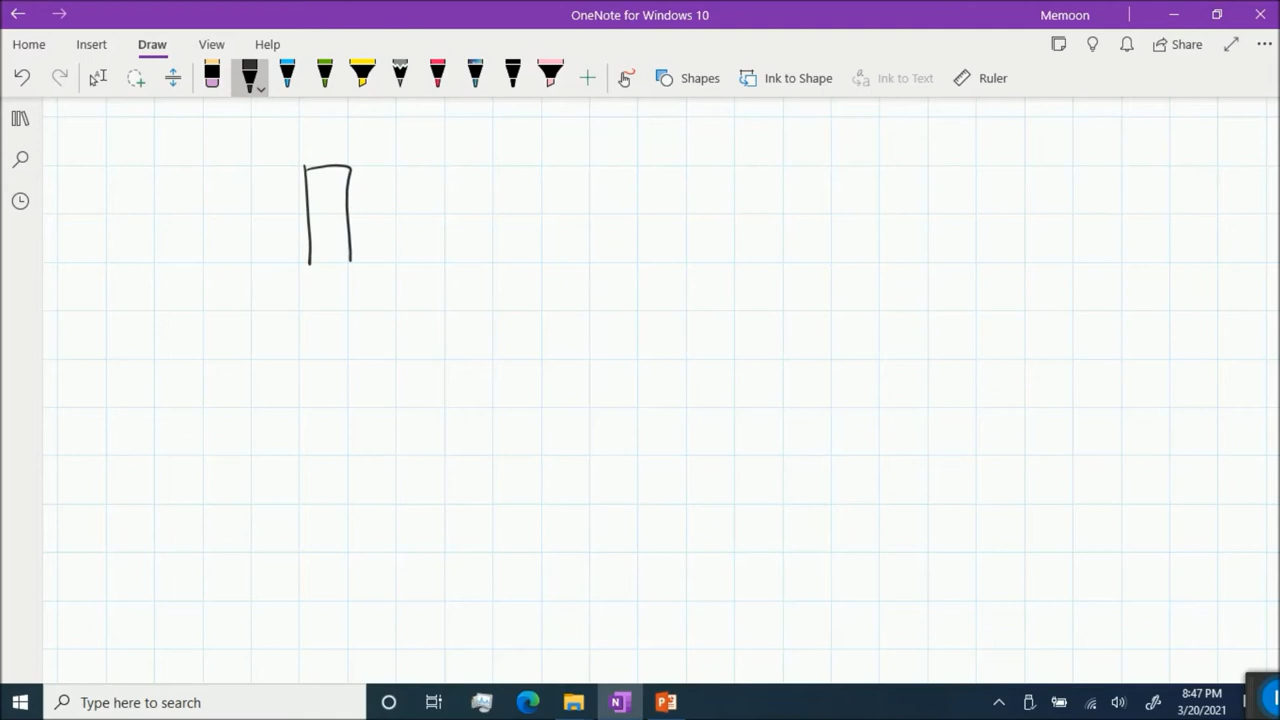 OneNote for Windows 10
Memoon
Home
Insert
Draw
View
Help
Share
Shapes
Ink to Shape
Ink to Text
Ruler
Type here to search
8:47 PM
3/20/2021